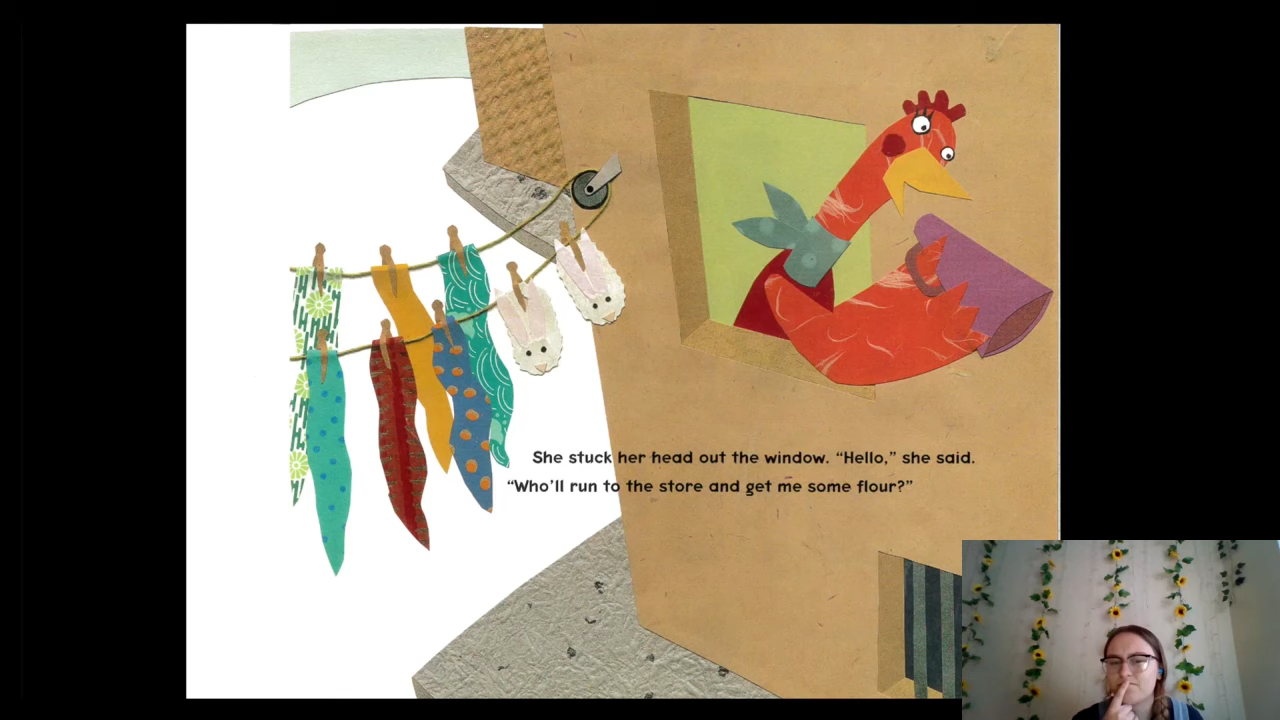 She stuck her head out the window. “Hello,” she said.
“Who’ll run to the store and get me some flour?”